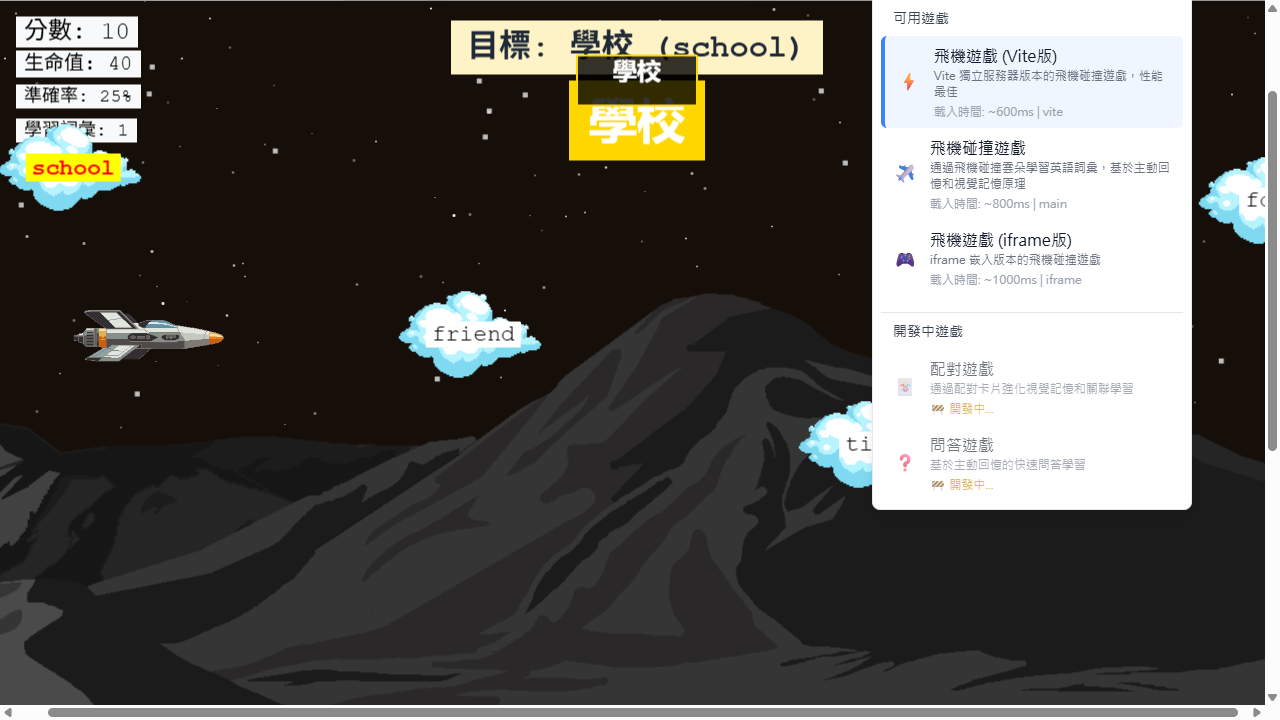 分數: 10
生命值: 40
準確率: 25%
學習詞彙: 1
school
目標: 學校 (school)
學校
學校
friend
ti
fo
可用遊戲
飛機遊戲 (Vite版)
Vite 獨立服務器版本的飛機碰撞遊戲，性能
最佳
載入時間: ~600ms | vite
飛機碰撞遊戲
通過飛機碰撞雲朵學習英語詞彙，基於主動回
憶和視覺記憶原理
載入時間: ~800ms | main
飛機遊戲 (iframe版)
iframe 嵌入版本的飛機碰撞遊戲
載入時間: ~1000ms | iframe
開發中遊戲
配對遊戲
通過配對卡片強化視覺記憶和關聯學習
開發中...
問答遊戲
基於主動回憶的快速問答學習
開發中...